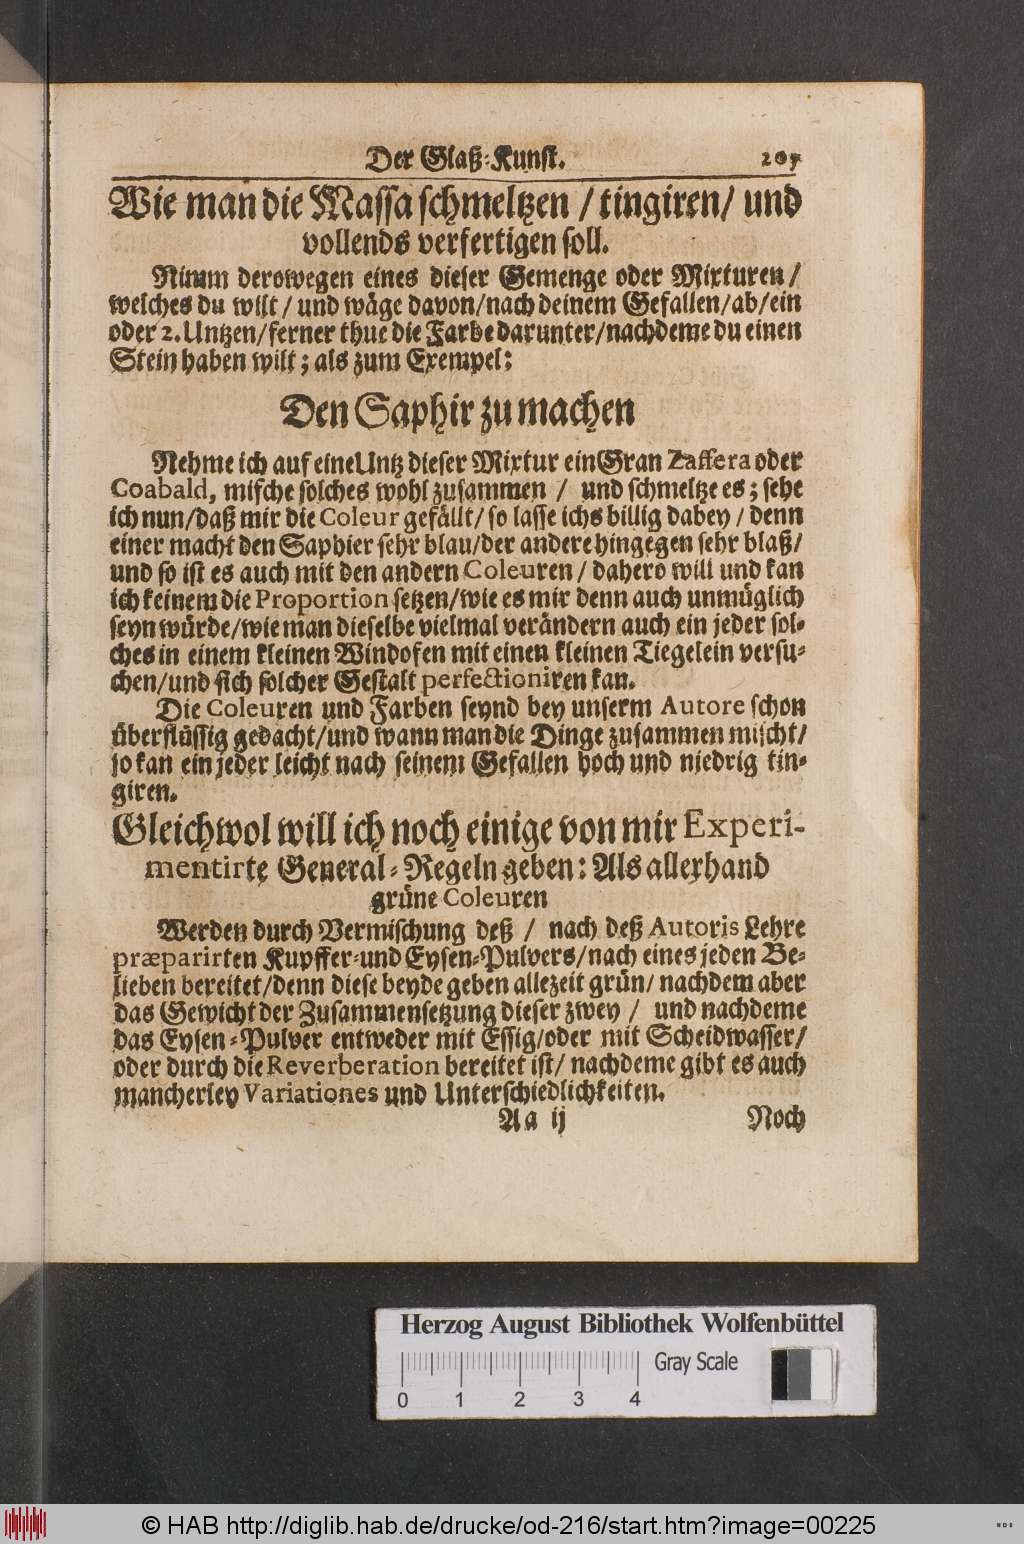 Der Glaß-Kunst. 207
Wie man die Massa schmeltzen / tingiren / und
vollends verfertigen soll.
Nimm derowegen eines dieser Gemenge oder Mixturen /
welches du wilt / und wäge davon / nach deinem Gefallen / ab / ein
oder 2. Untzen / ferner thue die Farbe darunter / nachdeme du einen
Stein haben wilt ; als zum Exempel:
Den Saphir zu machen
Nehme ich auf eine Untz dieser Mixtur ein Gran Zaffera oder
Coabald, mische solches wohl zusammen / und schmeltze es ; sehe
ich nun / daß mir die Coleur gefällt / so lasse ichs billig dabey / denn
einer macht den Saphier sehr blau / der andere hingegen sehr blaß /
und so ist es auch mit den andern Coleuren / dahero will und kan
ich keinem die Proportion setzen / wie es mir denn auch unmüglich
seyn würde / wie man dieselbe vielmal verändern auch ein jeder sol-
ches in einem kleinen Windofen mit einen kleinen Tiegelein versu-
chen / und sich solcher Gestalt perfectioniren kan.
Die Coleuren und Farben seynd bey unserm Autore schon
überflüssig gedacht / und wann man die Dinge zusammen mischt /
so kan ein jeder leicht nach seinem Gefallen hoch und niedrig tin-
giren.
Gleichwol will ich noch einige von mir Experi-
mentirte General-Regeln geben: Als allerhand
grüne Coleuren
Werden durch Vermischung deß / nach deß Autoris Lehre
præparirten Kupffer- und Eysen-Pulvers / nach eines jeden Be-
lieben bereitet / denn diese beyde geben allezeit grün / nachdem aber
das Gewicht der Zusammensetzung dieser zwey / und nachdeme
das Eysen-Pulver entweder mit Essig / oder mit Scheidwasser /
oder durch die Reverberation bereitet ist / nachdeme gibt es auch
mancherley Variationes und Unterschiedlichkeiten.
Aa ij Noch
Herzog August Bibliothek Wolfenbüttel
Gray Scale
0 1 2 3 4
© HAB http://diglib.hab.de/drucke/od-216/start.htm?image=00225